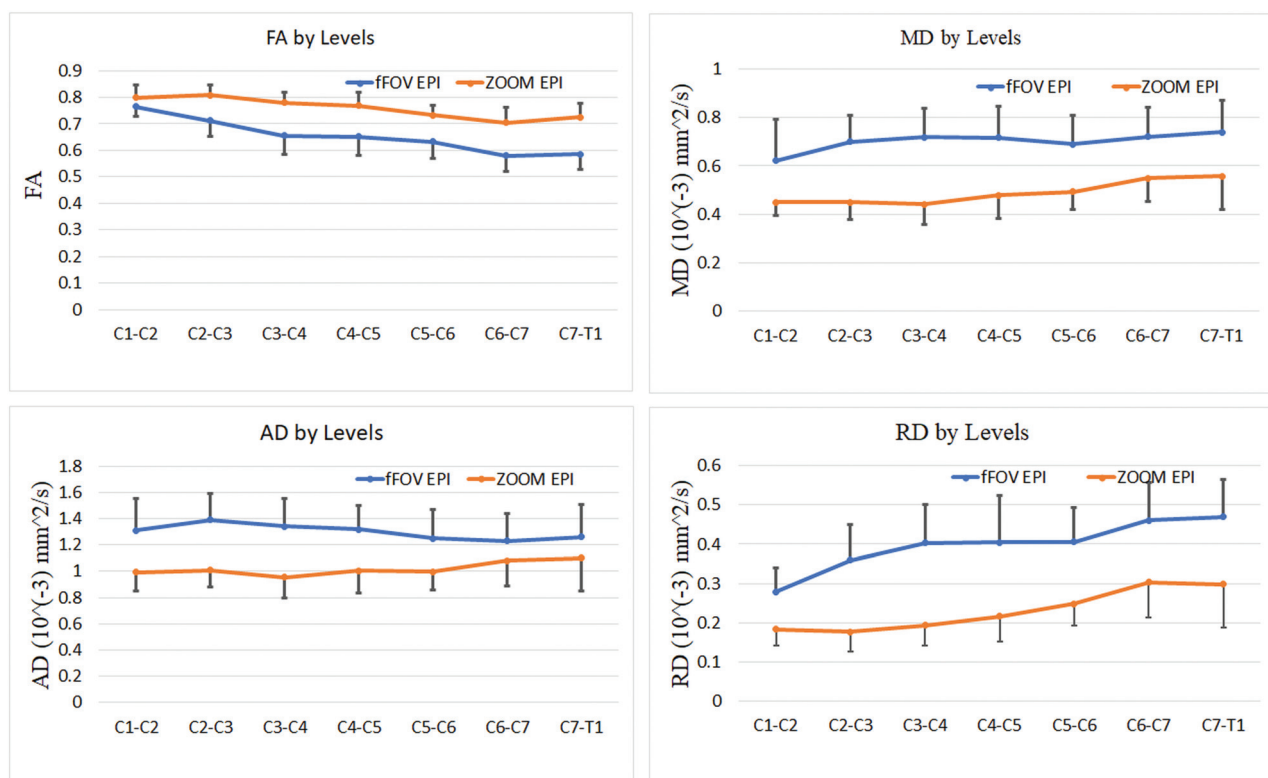 FA by Levels
fFOV EPI
ZOOM EPI
FA
0.9
0.8
0.7
0.6
0.5
0.4
0.3
0.2
0.1
0
C1-C2 C2-C3 C3-C4 C4-C5 C5-C6 C6-C7 C7-T1
MD by Levels
fFOV EPI
ZOOM EPI
MD (10^(-3) mm^2/s)
1
0.8
0.6
0.4
0.2
0
C1-C2 C2-C3 C3-C4 C4-C5 C5-C6 C6-C7 C7-T1
AD by Levels
fFOV EPI
ZOOM EPI
AD (10^(-3) mm^2/s)
1.8
1.6
1.4
1.2
1
0.8
0.6
0.4
0.2
0
C1-C2 C2-C3 C3-C4 C4-C5 C5-C6 C6-C7 C7-T1
RD by Levels
fFOV EPI
ZOOM EPI
RD (10^(-3) mm^2/s)
0.6
0.5
0.4
0.3
0.2
0.1
0
C1-C2 C2-C3 C3-C4 C4-C5 C5-C6 C6-C7 C7-T1